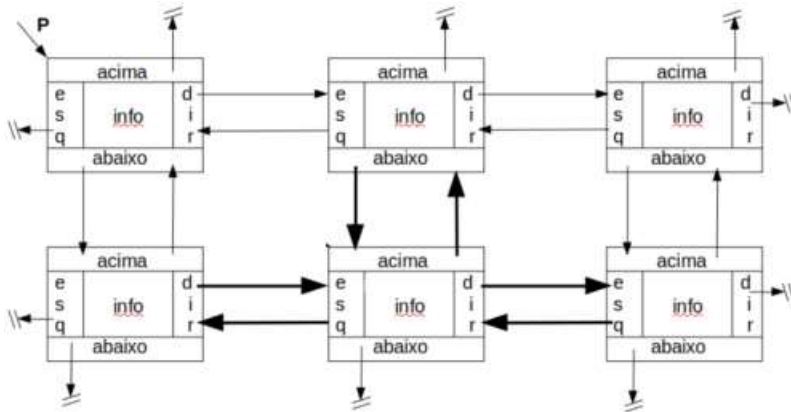 P
acima acima acima
e d e d e d
s info i s info i s info i
q r q r q r
abaixo abaixo abaixo
acima acima acima
e d e d e d
s info i s info i s info i
q r q r q r
abaixo abaixo abaixo